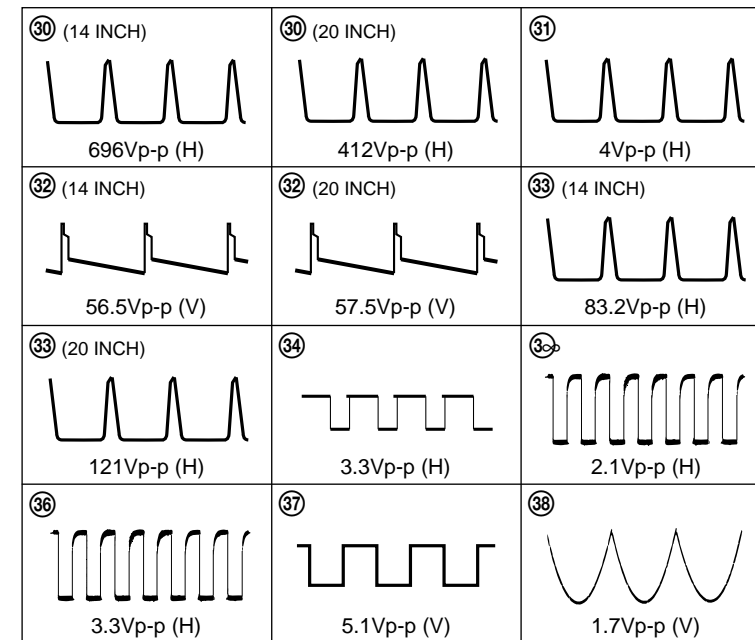 ㉚ (14 INCH)
696Vp-p (H)
㉚ (20 INCH)
412Vp-p (H)
㉛
4Vp-p (H)
㉜ (14 INCH)
56.5Vp-p (V)
㉜ (20 INCH)
57.5Vp-p (V)
㉝ (14 INCH)
83.2Vp-p (H)
㉝ (20 INCH)
121Vp-p (H)
㉞
3.3Vp-p (H)
2.1Vp-p (H)
㊱
3.3Vp-p (H)
㊲
5.1Vp-p (V)
㊳
1.7Vp-p (V)